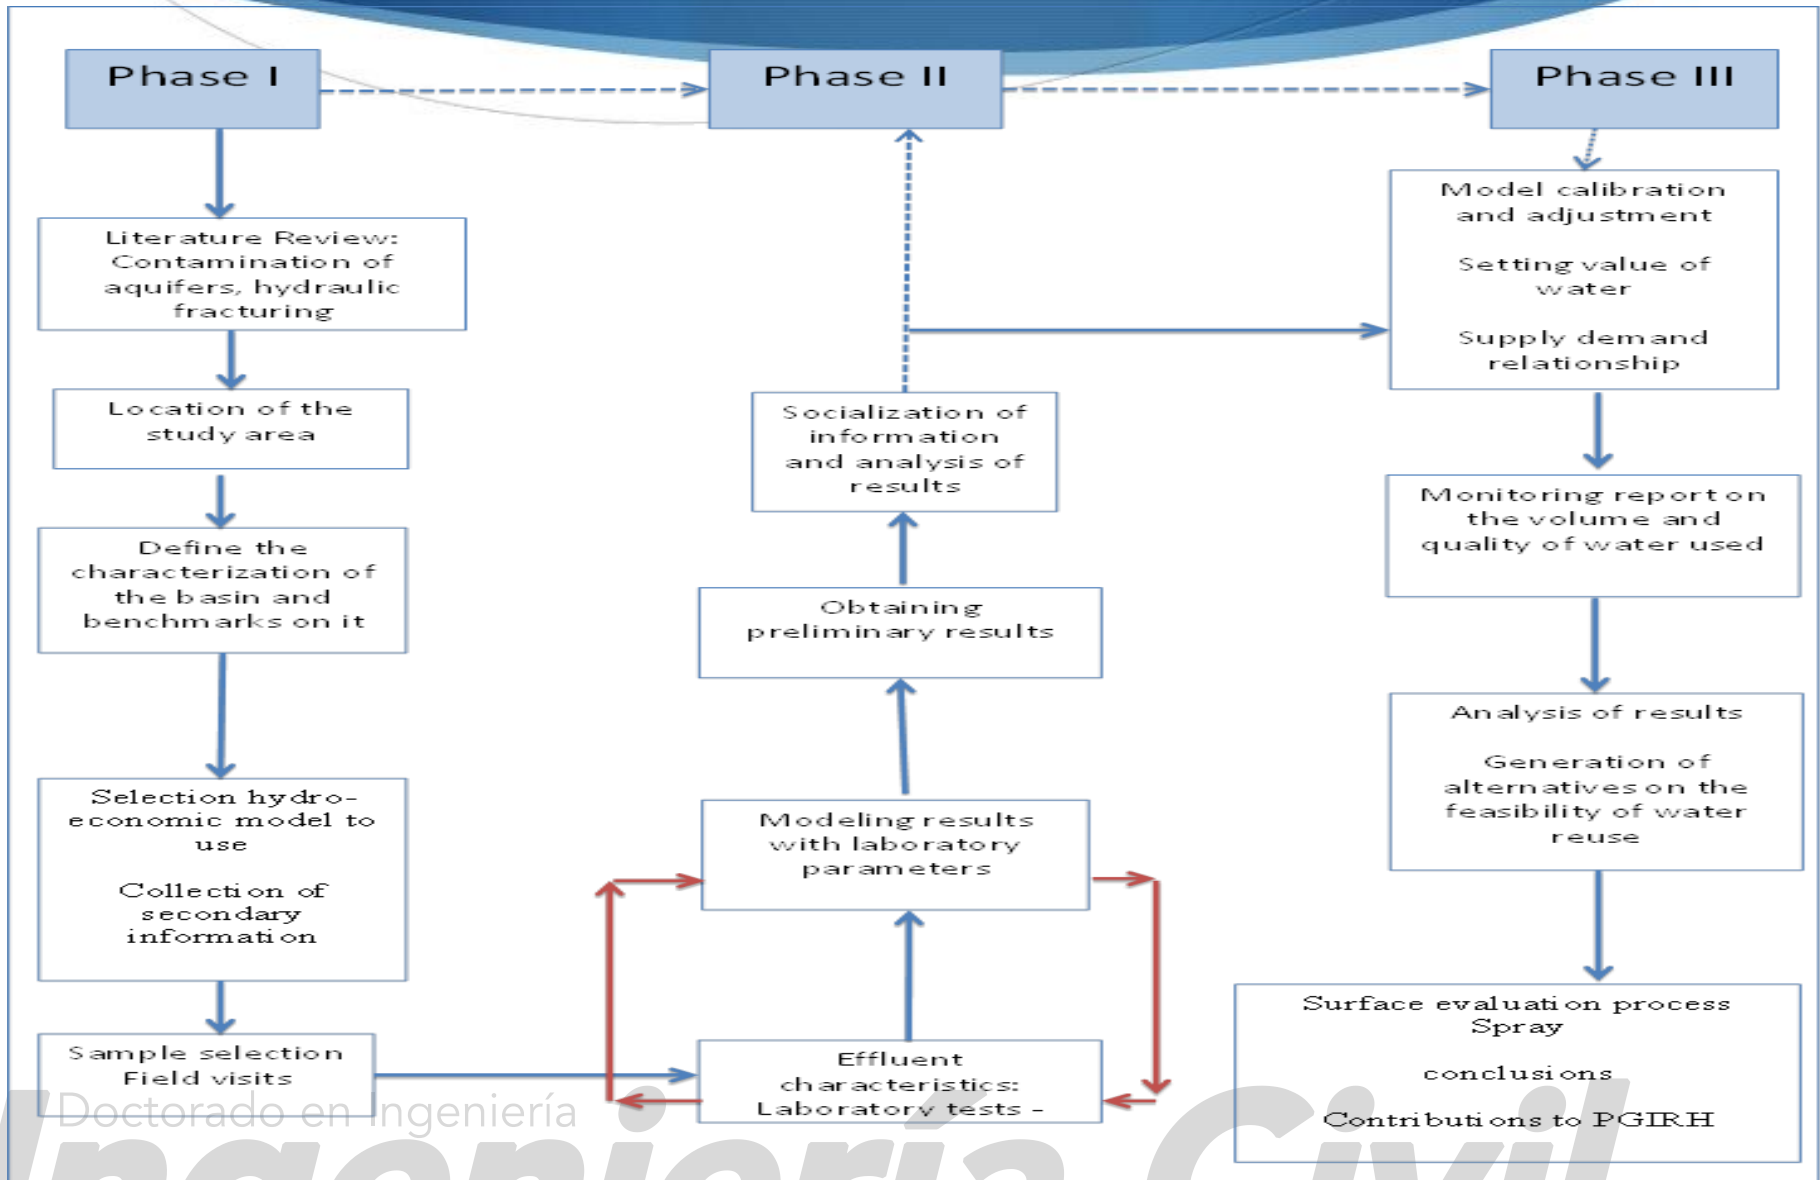 Phase I
Literature Review:
Contamination of
aquifers, hydraulic
fracturing
Location of the
study area
Define the
characterization of
the basin and
benchmarks on it
Selection hydro-
economic model to
use
Collection of
secondary
information
Sample selection
Field visits
Phase II
Socialization of
information
and analysis of
results
Obtaining
preliminary results
Modeling results
with laboratory
parameters
Effluent
characteristics:
Laboratory tests –
Phase III
Model calibration
and adjustment
Setting value of
water
Supply demand
relationship
Monitoring report on
the volume and
quality of water used
Analysis of results
Generation of
alternatives on the
feasibility of water
reuse
Surface evaluation process
Spray
conclusions
Contributions to PGIRH
Doctorado en Ingeniería
Ingeniería Civil